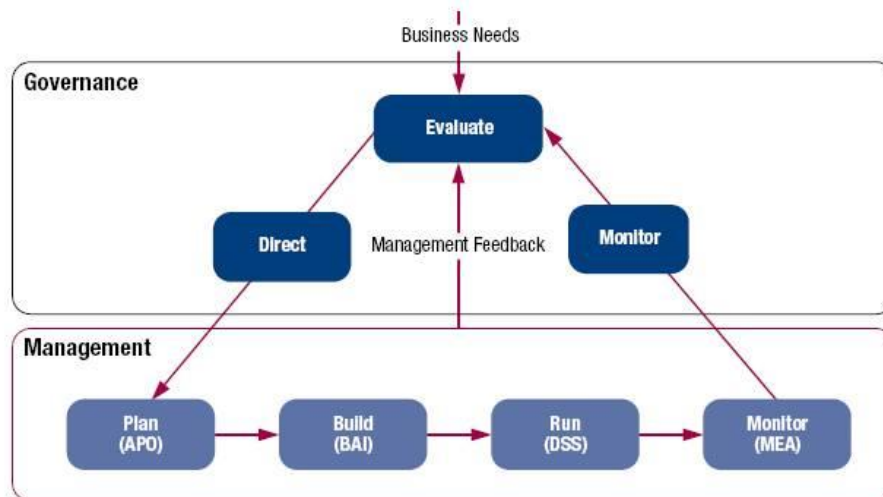 Business Needs
Governance
Evaluate
Direct
Management Feedback
Monitor
Management
Plan
(APO)
Build
(BAI)
Run
(DSS)
Monitor
(MEA)